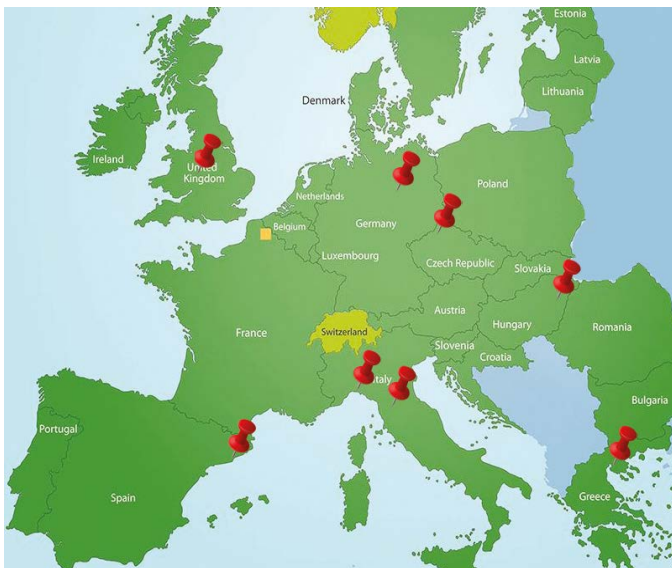 Estonia
Latvia
Lithuania
Denmark
Ireland
United
Kingdom
Netherlands
Poland
Germany
Belgium
Luxembourg
Czech Republic
Slovakia
Austria
France
Switzerland
Hungary
Romania
Slovenia
Croatia
Italy
Bulgaria
Portugal
Spain
Greece